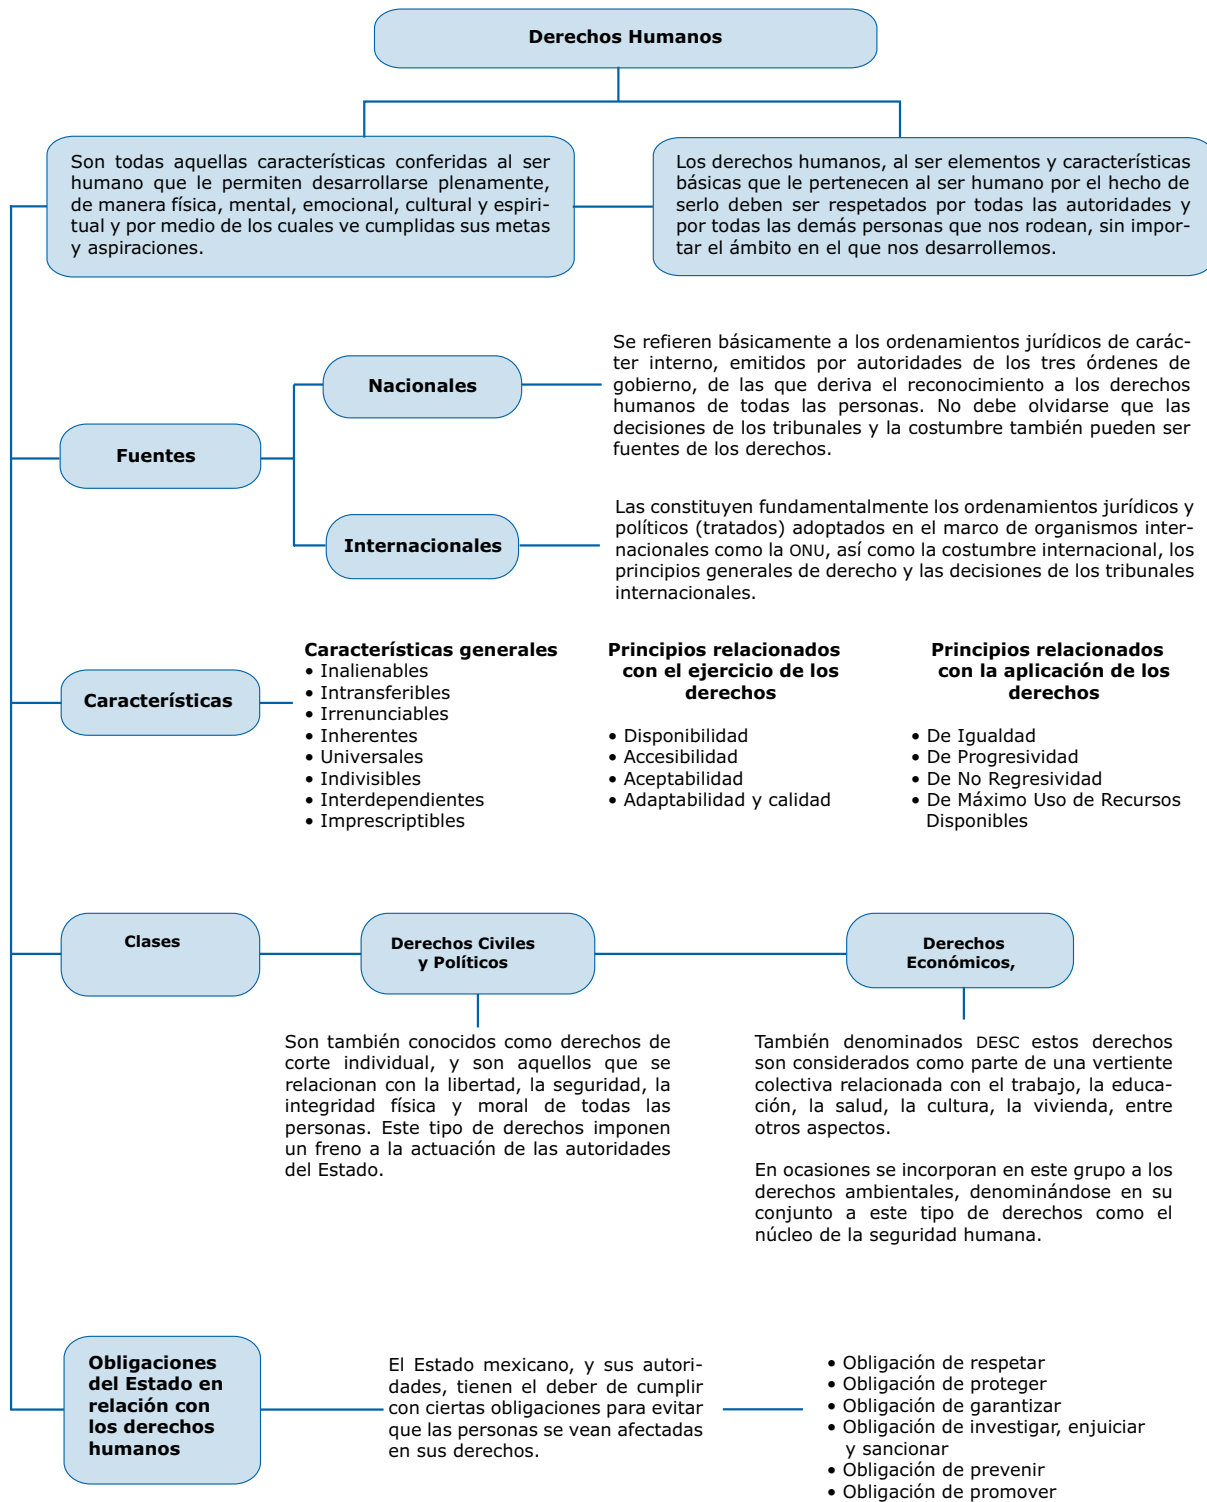 Derechos Humanos
Son todas aquellas características conferidas al ser
humano que le permiten desarrollarse plenamente,
de manera física, mental, emocional, cultural y espiri-
tual y por medio de los cuales ve cumplidas sus metas
y aspiraciones.
Los derechos humanos, al ser elementos y características
básicas que le pertenecen al ser humano por el hecho de
serlo deben ser respetados por todas las autoridades y
por todas las demás personas que nos rodean, sin impor-
tar el ámbito en el que nos desarrollemos.
Fuentes
Nacionales
Se refieren básicamente a los ordenamientos jurídicos de carác-
ter interno, emitidos por autoridades de los tres órdenes de
gobierno, de las que deriva el reconocimiento a los derechos
humanos de todas las personas. No debe olvidarse que las
decisiones de los tribunales y la costumbre también pueden ser
fuentes de los derechos.
Internacionales
Las constituyen fundamentalmente los ordenamientos jurídicos y
políticos (tratados) adoptados en el marco de organismos inter-
nacionales como la ONU, así como la costumbre internacional, los
principios generales de derecho y las decisiones de los tribunales
internacionales.
Características
Características generales
• Inalienables
• Intransferibles
• Irrenunciables
• Inherentes
• Universales
• Indivisibles
• Interdependientes
• Imprescriptibles
Principios relacionados
con el ejercicio de los
derechos
• Disponibilidad
• Accesibilidad
• Aceptabilidad
• Adaptabilidad y calidad
Principios relacionados
con la aplicación de los
derechos
• De Igualdad
• De Progresividad
• De No Regresividad
• De Máximo Uso de Recursos
Disponibles
Clases
Derechos Civiles
y Políticos
Son también conocidos como derechos de
corte individual, y son aquellos que se
relacionan con la libertad, la seguridad, la
integridad física y moral de todas las
personas. Este tipo de derechos imponen
un freno a la actuación de las autoridades
del Estado.
Derechos
Económicos,
También denominados DESC estos derechos
son considerados como parte de una vertiente
colectiva relacionada con el trabajo, la educa-
ción, la salud, la cultura, la vivienda, entre
otros aspectos.
En ocasiones se incorporan en este grupo a los
derechos ambientales, denominándose en su
conjunto a este tipo de derechos como el
núcleo de la seguridad humana.
Obligaciones
del Estado en
relación con
los derechos
humanos
El Estado mexicano, y sus autori-
dades, tienen el deber de cumplir
con ciertas obligaciones para evitar
que las personas se vean afectadas
en sus derechos.
• Obligación de respetar
• Obligación de proteger
• Obligación de garantizar
• Obligación de investigar, enjuiciar
y sancionar
• Obligación de prevenir
• Obligación de promover